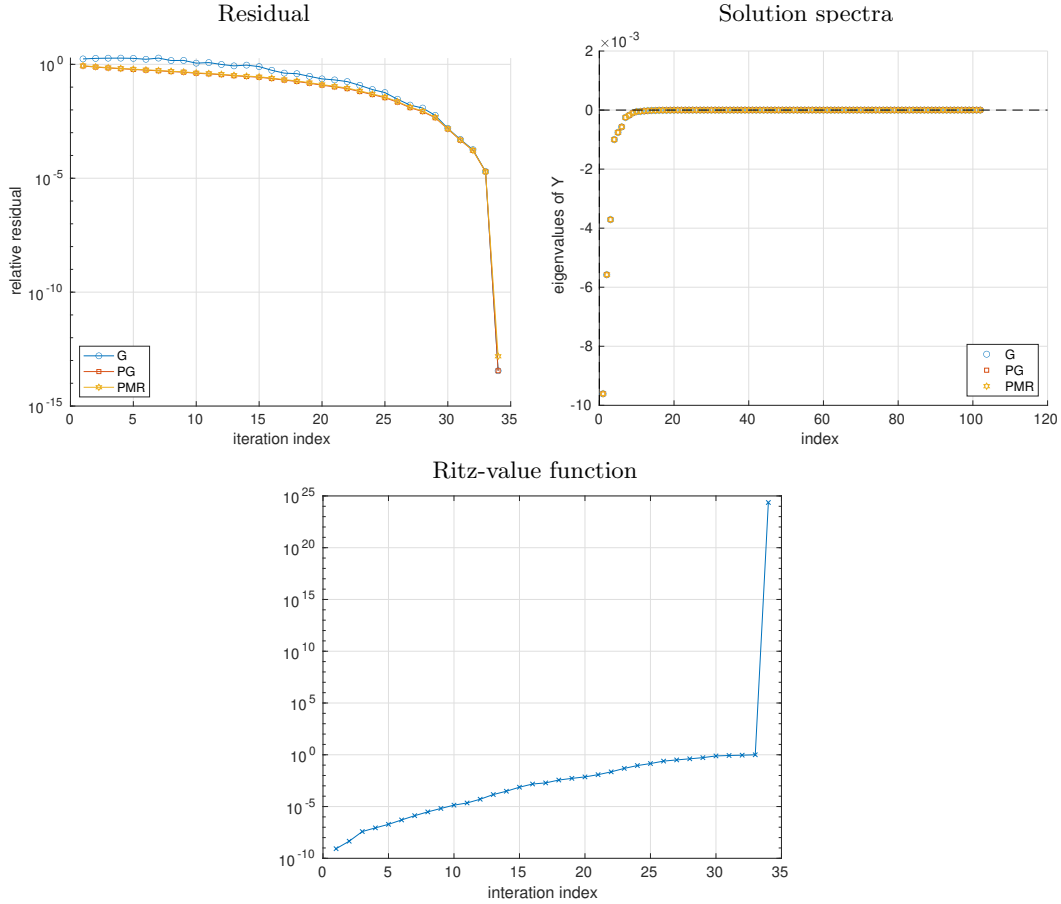 Residual
10^0
10^-5
10^-10
10^-15
relative residual
G
PG
PMR
0 5 10 15 20 25 30 35
iteration index
Solution spectra
×10^-3
2
0
-2
-4
-6
-8
-10
eigenvalues of Y
G
PG
PMR
0 20 40 60 80 100 120
index
Ritz-value function
10^25
10^20
10^15
10^10
10^5
10^0
10^-5
10^-10
0 5 10 15 20 25 30 35
interation index